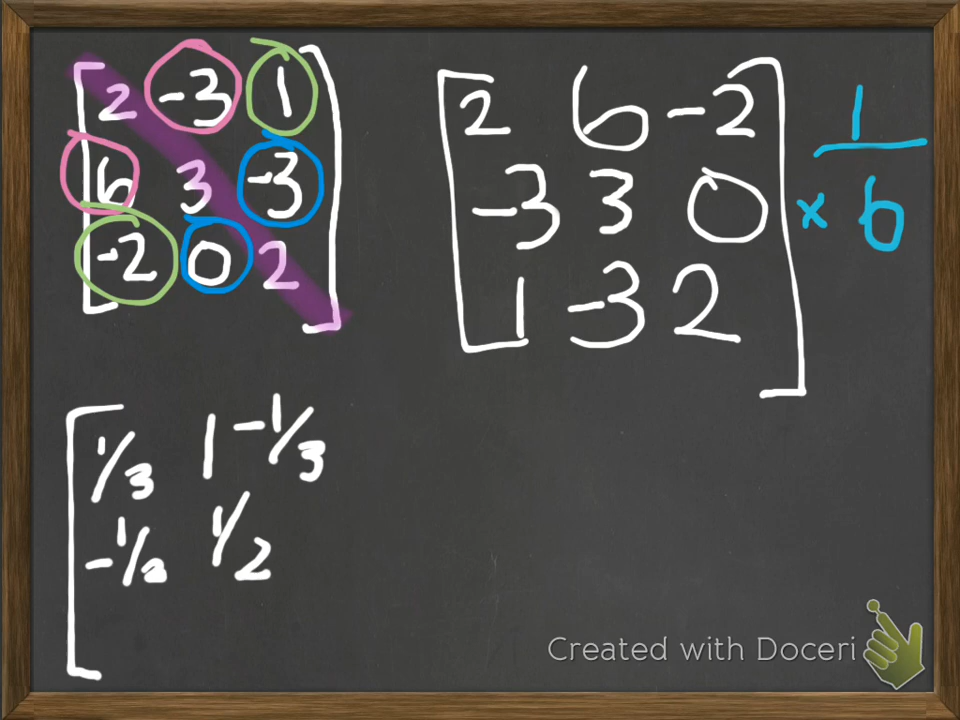 2 -3 1
6 3 -3
-2 0 2
2 6 -2
-3 3 0
1 -3 2
1
× 6
1/3 1 -1/3
-1/2 1/2
Created with Doceri